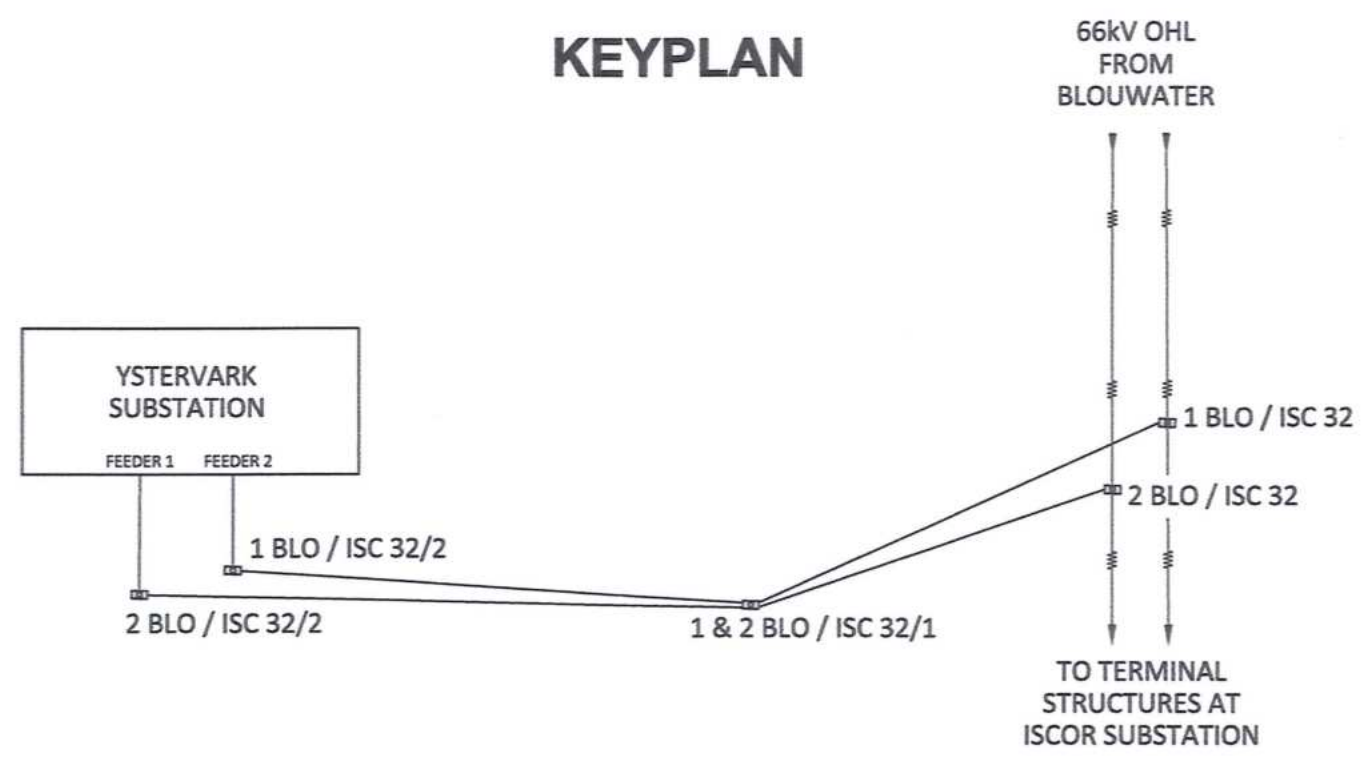 KEYPLAN
66kV OHL
FROM
BLOUWATER
YSTERVARK
SUBSTATION
FEEDER 1
FEEDER 2
1 BLO / ISC 32
2 BLO / ISC 32
1 BLO / ISC 32/2
2 BLO / ISC 32/2
1 & 2 BLO / ISC 32/1
TO TERMINAL
STRUCTURES AT
ISCOR SUBSTATION